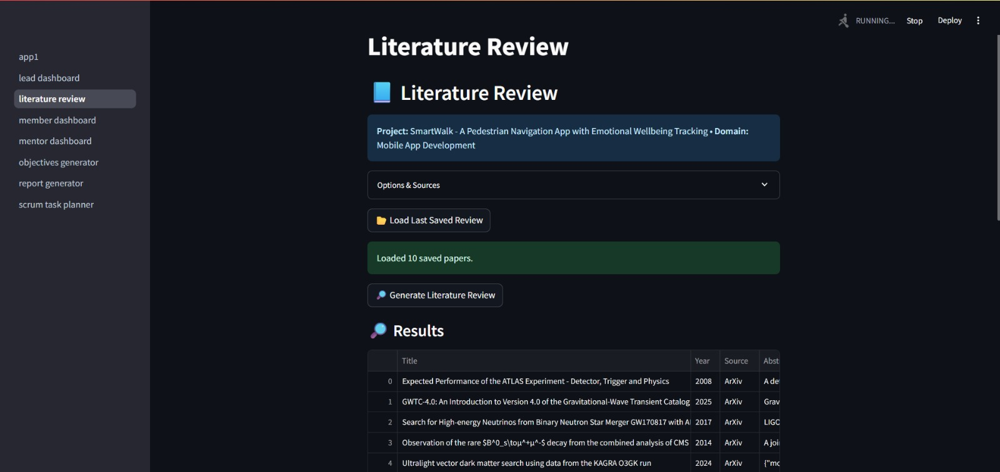 RUNNING...
Stop
Deploy
app1
lead dashboard
literature review
member dashboard
mentor dashboard
objectives generator
report generator
scrum task planner
Literature Review
Literature Review
Project: SmartWalk - A Pedestrian Navigation App with Emotional Wellbeing Tracking • Domain:
Mobile App Development
Options & Sources
Load Last Saved Review
Loaded 10 saved papers.
Generate Literature Review
Results
Title Year Source Abst
0 Expected Performance of the ATLAS Experiment - Detector, Trigger and Physics 2008 ArXiv A de
1 GWTC-4.0: An Introduction to Version 4.0 of the Gravitational-Wave Transient Catalog 2025 ArXiv Grav
2 Search for High-energy Neutrinos from Binary Neutron Star Merger GW170817 with 2017 ArXiv LIGO
3 Observation of the rare $B^0_s\toµ^+µ^-$ decay from the combined analysis of CMS 2014 ArXiv A joi
4 Ultralight vector dark matter search using data from the KAGRA O3GK run 2024 ArXiv {"mo